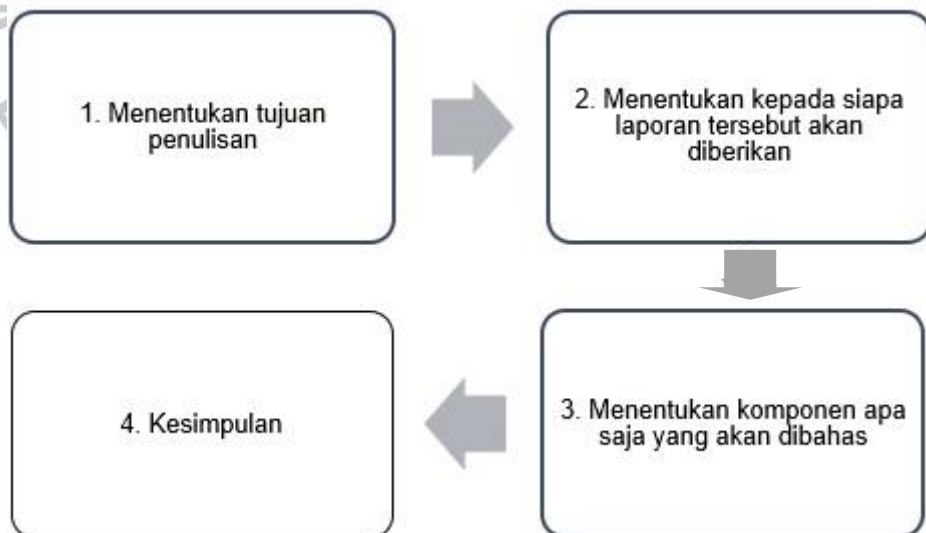 1. Menentukan tujuan
penulisan
2. Menentukan kepada siapa
laporan tersebut akan
diberikan
3. Menentukan komponen apa
saja yang akan dibahas
4. Kesimpulan